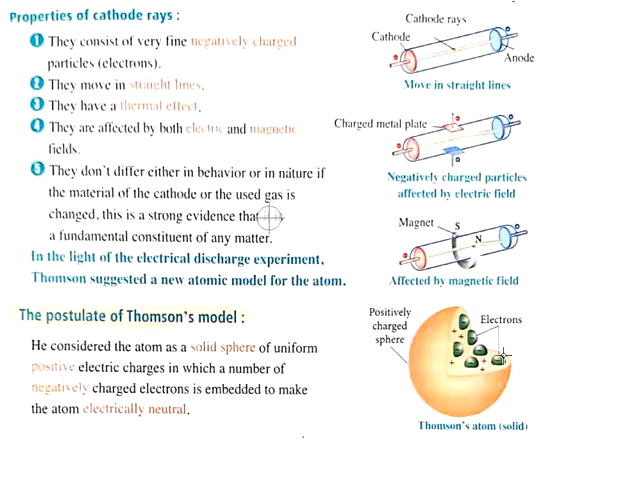 Properties of cathode rays :
1 They consist of very fine negatively charged
particles (electrons).
2 They move in straight lines.
3 They have a thermal effect.
4 They are affected by both electric and magnetic
fields.
5 They don't differ either in behavior or in nature if
the material of the cathode or the used gas is
changed, this is a strong evidence that
a fundamental constituent of any matter.
In the light of the electrical discharge experiment,
Thomson suggested a new atomic model for the atom.
The postulate of Thomson's model :
He considered the atom as a solid sphere of uniform
positive electric charges in which a number of
negatively charged electrons is embedded to make
the atom electrically neutral.
Cathode rays
Cathode
Anode
Move in straight lines
Charged metal plate
Negatively charged particles
affected by electric field
Magnet
S
N
Affected by magnetic field
Positively
charged
sphere
Electrons
Thomson's atom (solid)